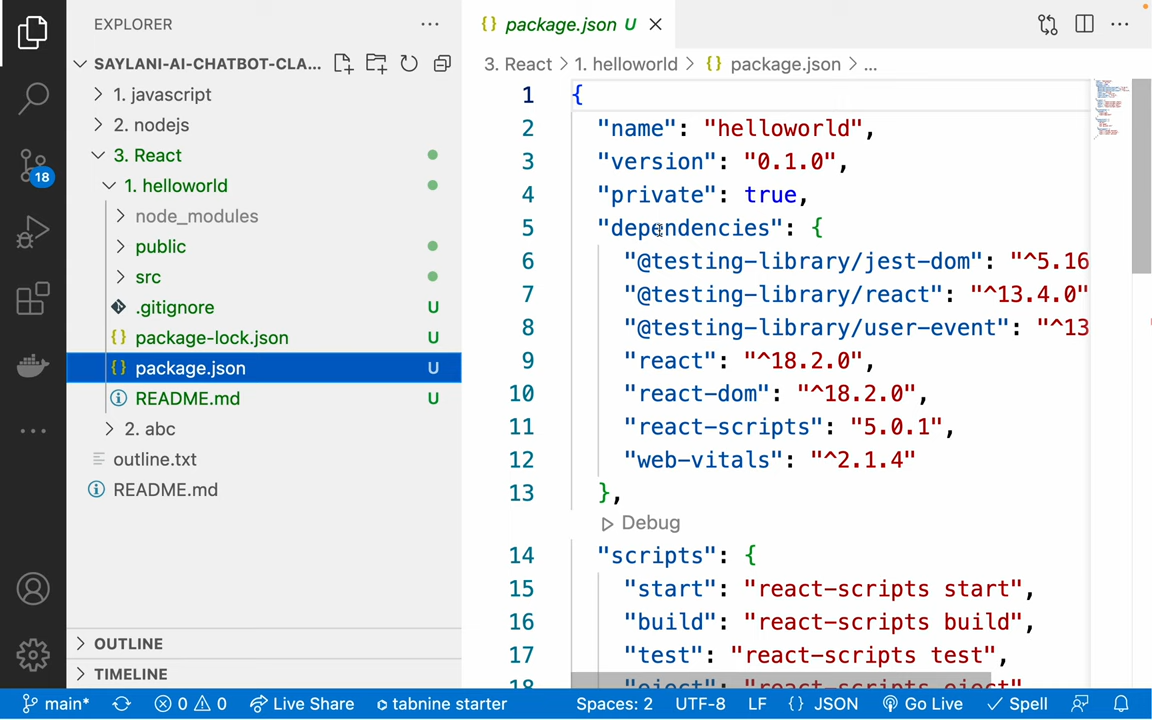 EXPLORER
SAYLANI-AI-CHATBOT-CLA...
1. javascript
2. nodejs
3. React
1. helloworld
node_modules
public
src
.gitignore U
package-lock.json U
package.json U
README.md U
2. abc
outline.txt
README.md
18
OUTLINE
TIMELINE
{} package.json U
3. React > 1. helloworld > {} package.json > ...
1 {
2 "name": "helloworld",
3 "version": "0.1.0",
4 "private": true,
5 "dependencies": {
6 "@testing-library/jest-dom": "^5.16
7 "@testing-library/react": "^13.4.0"
8 "@testing-library/user-event": "^13
9 "react": "^18.2.0",
10 "react-dom": "^18.2.0",
11 "react-scripts": "5.0.1",
12 "web-vitals": "^2.1.4"
13 },
Debug
14 "scripts": {
15 "start": "react-scripts start",
16 "build": "react-scripts build",
17 "test": "react-scripts test",
18 "eject": "react-scripts eject"
main* 0 0 Live Share tabnine starter Spaces: 2 UTF-8 LF {} JSON Go Live Spell